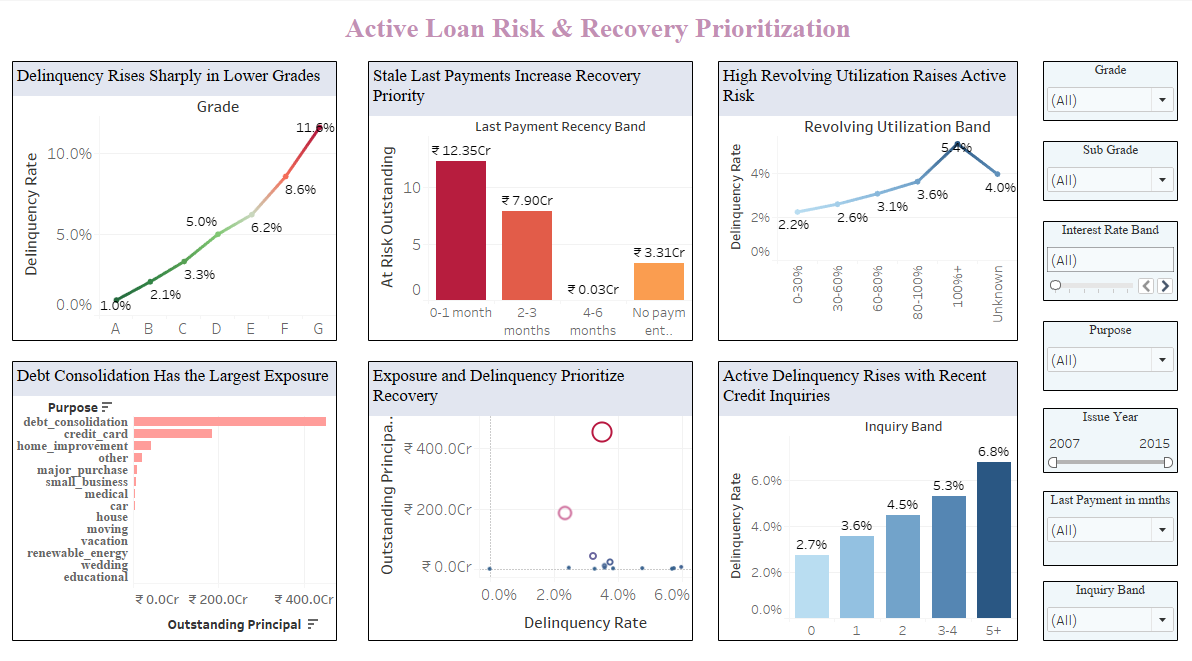 Active Loan Risk & Recovery Prioritization
Delinquency Rises Sharply in Lower Grades
Grade
Delinquency Rate
10.0%
5.0%
0.0%
1.0%
2.1%
3.3%
5.0%
6.2%
8.6%
11.6%
A B C D E F G
Stale Last Payments Increase Recovery
Priority
Last Payment Recency Band
At Risk Outstanding
10
5
0
₹ 12.35Cr
₹ 7.90Cr
₹ 0.03Cr
₹ 3.31Cr
0-1 month
2-3
months
4-6
months
No paym
ent..
High Revolving Utilization Raises Active
Risk
Revolving Utilization Band
Delinquency Rate
4%
2%
0%
2.2%
2.6%
3.1%
3.6%
5.4%
4.0%
0-30%
30-60%
60-80%
80-100%
100%+
Unknown
Debt Consolidation Has the Largest Exposure
Purpose
debt_consolidation
credit_card
home_improvement
other
major_purchase
small_business
medical
car
house
moving
vacation
renewable_energy
wedding
educational
₹ 0.0Cr ₹ 200.0Cr ₹ 400.0Cr
Outstanding Principal
Exposure and Delinquency Prioritize
Recovery
Outstanding Principa..
₹ 400.0Cr
₹ 200.0Cr
₹ 0.0Cr
0.0% 2.0% 4.0% 6.0%
Delinquency Rate
Active Delinquency Rises with Recent
Credit Inquiries
Inquiry Band
Delinquency Rate
6.0%
4.0%
2.0%
0.0%
2.7%
3.6%
4.5%
5.3%
6.8%
0 1 2 3-4 5+
Grade
(All)
Sub Grade
(All)
Interest Rate Band
(All)
Purpose
(All)
Issue Year
2007 2015
Last Payment in mnths
(All)
Inquiry Band
(All)